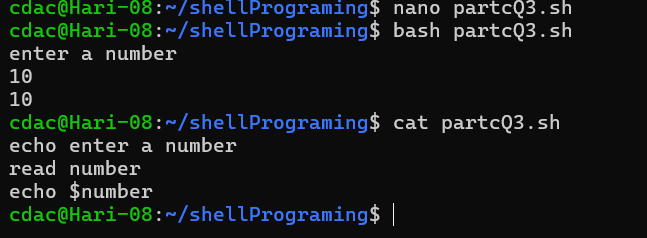 cdac@Hari-08:~/shellPrograming$ nano partcQ3.sh
cdac@Hari-08:~/shellPrograming$ bash partcQ3.sh
enter a number
10
10
cdac@Hari-08:~/shellPrograming$ cat partcQ3.sh
echo enter a number
read number
echo $number
cdac@Hari-08:~/shellPrograming$